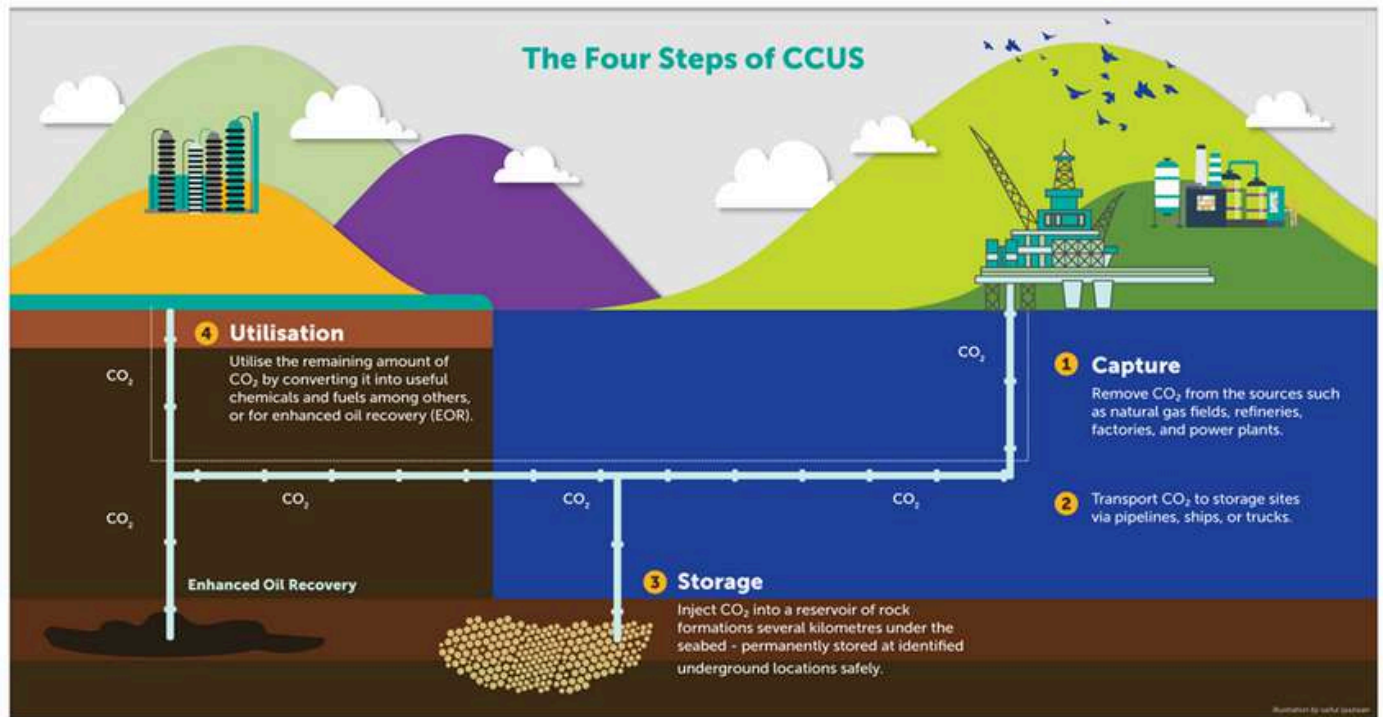 The Four Steps of CCUS
1 Capture
Remove CO₂ from the sources such
as natural gas fields, refineries,
factories, and power plants.
2 Transport CO₂ to storage sites
via pipelines, ships, or trucks.
3 Storage
Inject CO₂ into a reservoir of rock
formations several kilometres under the
seabed - permanently stored at identified
underground locations safely.
4 Utilisation
Utilise the remaining amount of
CO₂ by converting it into useful
chemicals and fuels among others,
or for enhanced oil recovery (EOR).
CO₂
CO₂
CO₂
CO₂
CO₂
CO₂
Enhanced Oil Recovery
Illustration by